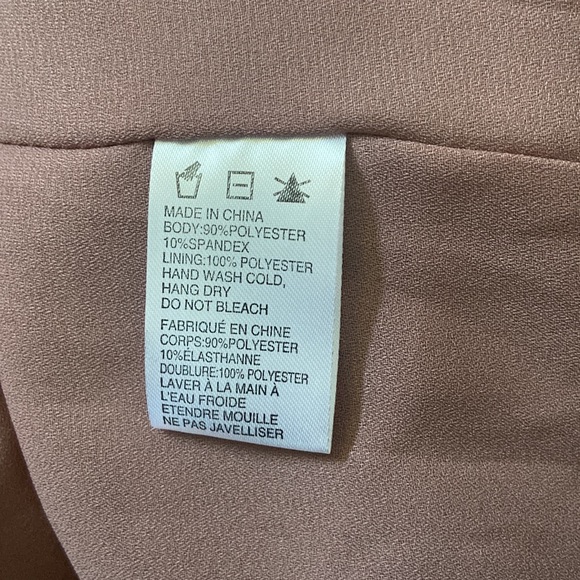 MADE IN CHINA
BODY:90%POLYESTER
10%SPANDEX
LINING:100% POLYESTER
HAND WASH COLD,
HANG DRY
DO NOT BLEACH
FABRIQUÉ EN CHINE
CORPS:90%POLYESTER
10%ÉLASTHANNE
DOUBLURE:100% POLYESTER
LAVER À LA MAIN À
L'EAU FROIDE
ETENDRE MOUILLE
NE PAS JAVELLISER